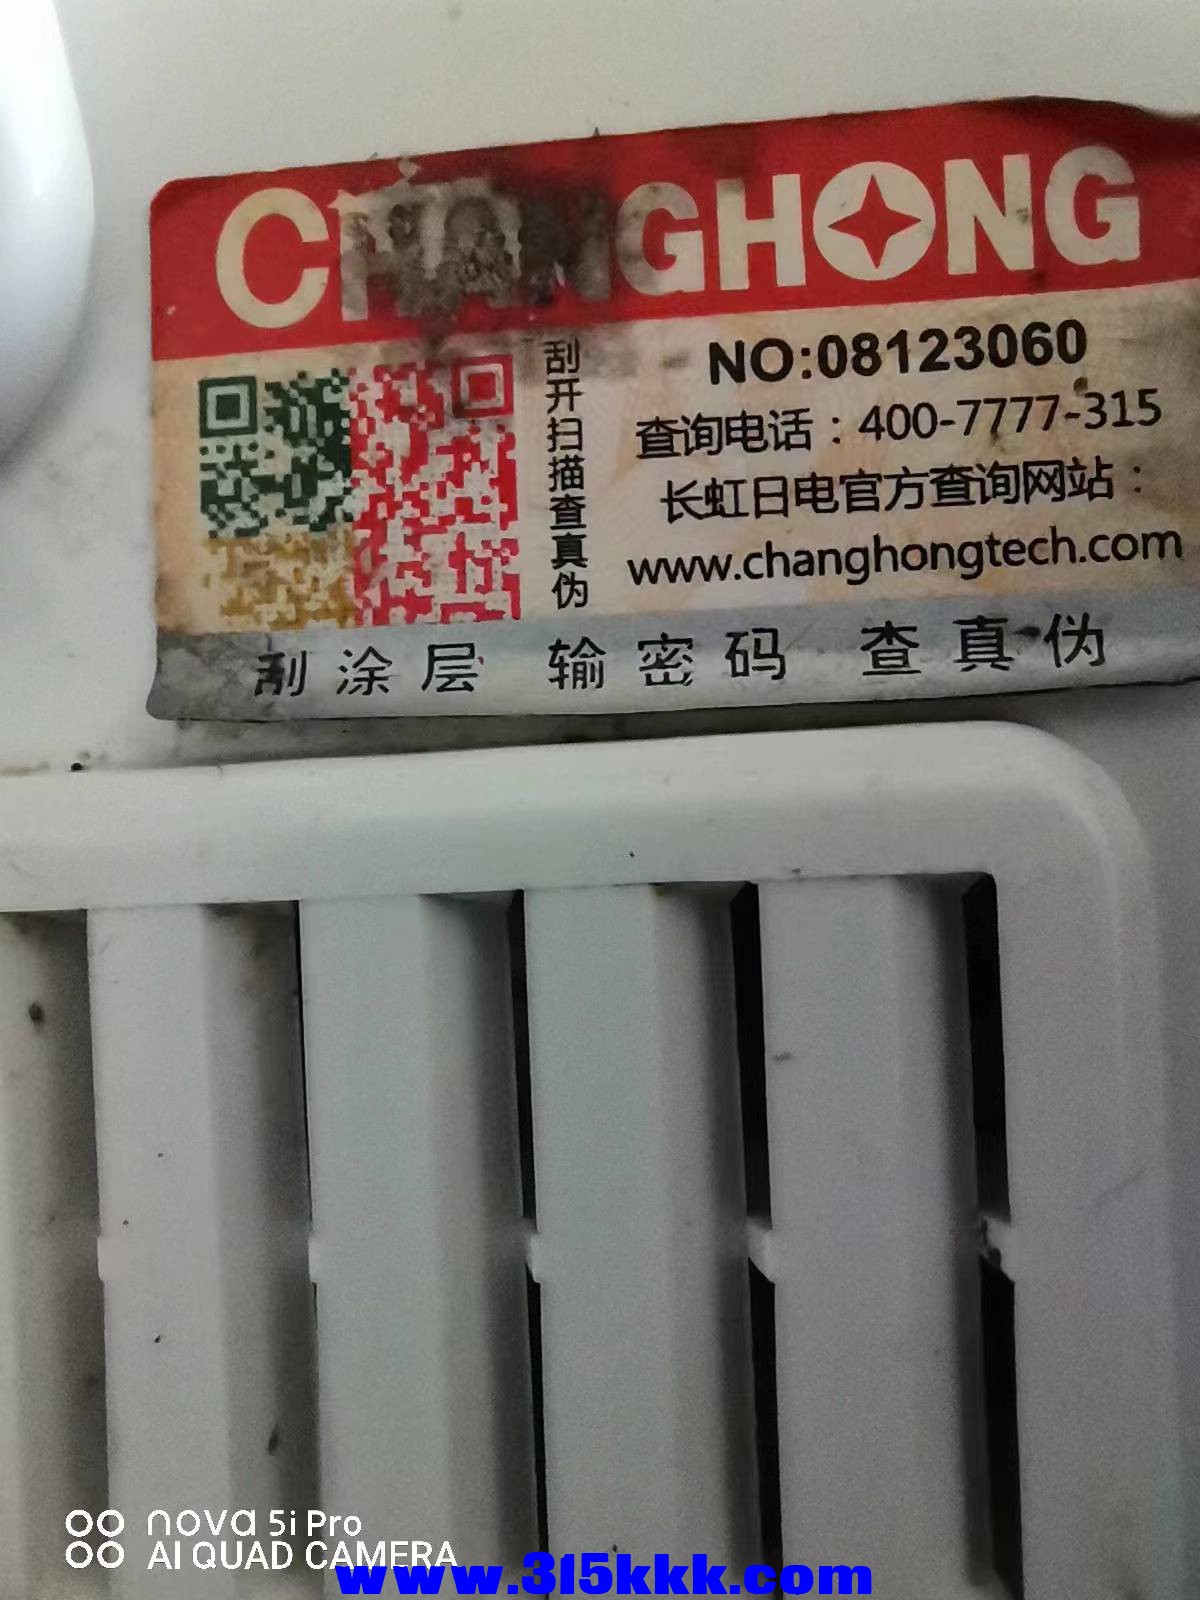 CHANGHONG
刮开扫描查真伪
NO:08123060
查询电话：400-7777-315
长虹日电官方查询网站：
www.changhongtech.com
刮涂层 输密码 查真伪
nova 5i Pro
AI QUAD CAMERA
www.315kkk.com